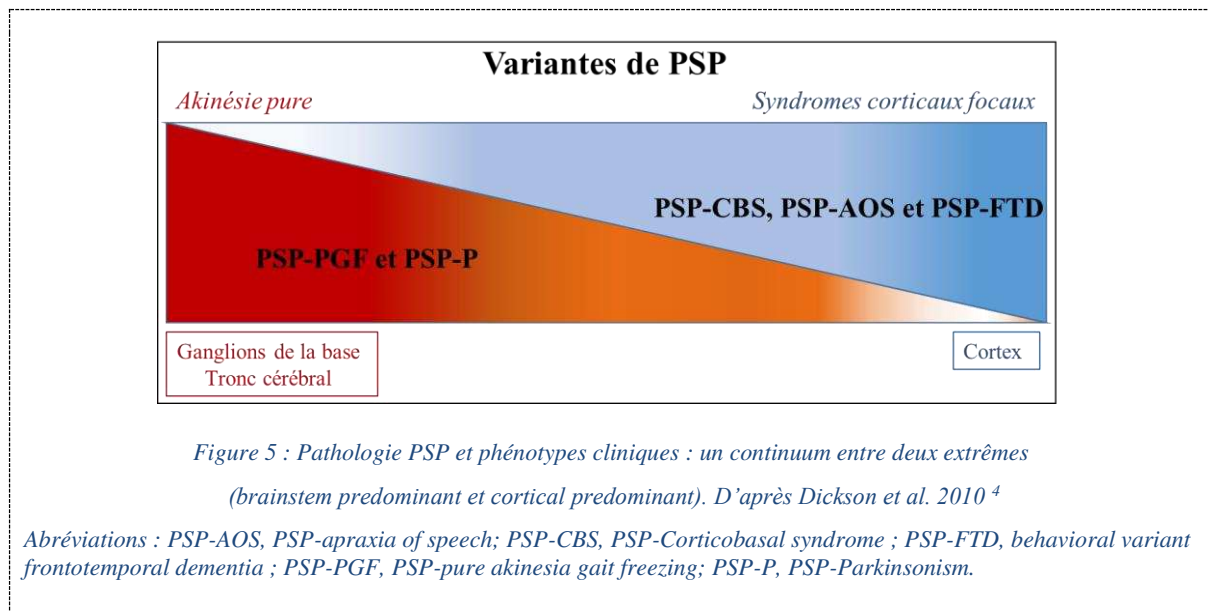 Variantes de PSP
Akinésie pure
Syndromes corticaux focaux
PSP-CBS, PSP-AOS et PSP-FTD
PSP-PGF et PSP-P
Ganglions de la base
Tronc cérébral
Cortex
Figure 5 : Pathologie PSP et phénotypes cliniques : un continuum entre deux extrêmes
(brainstem predominant et cortical predominant). D'après Dickson et al. 2010 ⁴
Abréviations : PSP-AOS, PSP-apraxia of speech; PSP-CBS, PSP-Corticobasal syndrome ; PSP-FTD, behavioral variant
frontotemporal dementia ; PSP-PGF, PSP-pure akinesia gait freezing; PSP-P, PSP-Parkinsonism.